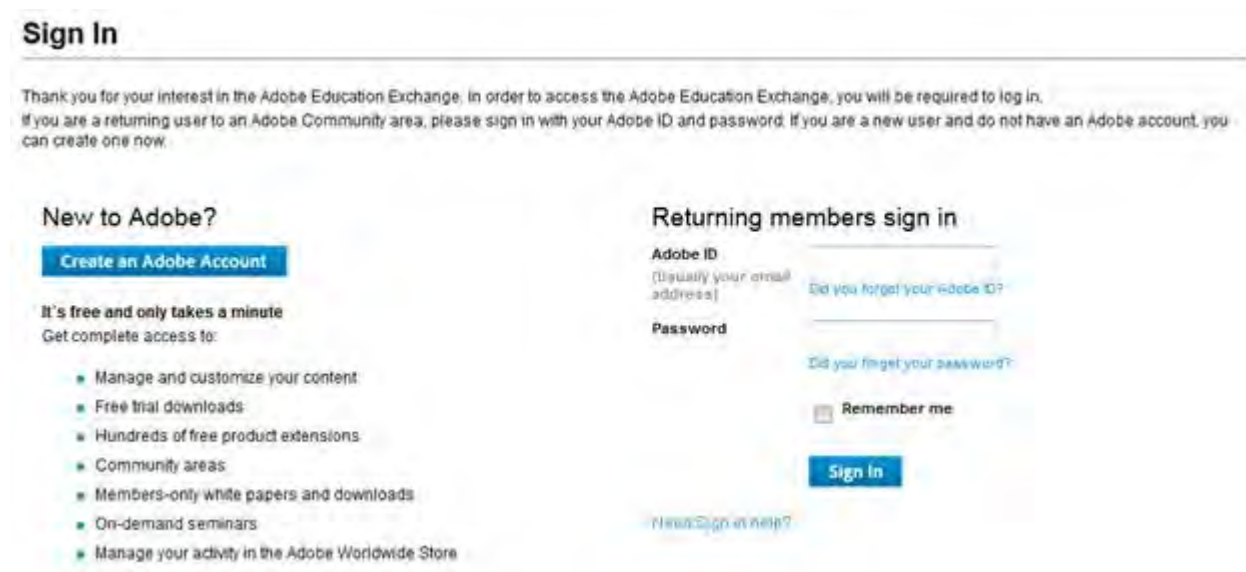 Sign In
Thank you for your interest in the Adobe Education Exchange. In order to access the Adobe Education Exchange, you will be required to log in.
If you are a returning user to an Adobe Community area, please sign in with your Adobe ID and password. If you are a new user and do not have an Adobe account, you
can create one now.
New to Adobe?
Create an Adobe Account
It's free and only takes a minute
Get complete access to:
Manage and customize your content
Free trial downloads
Hundreds of free product extensions
Community areas
Members-only white papers and downloads
On-demand seminars
Manage your activity in the Adobe Worldwide Store
Returning members sign in
Adobe ID
(Usually your email
address)
Did you forget your Adobe ID?
Password
Did you forget your password?
Remember me
Sign In
Need Sign in help?